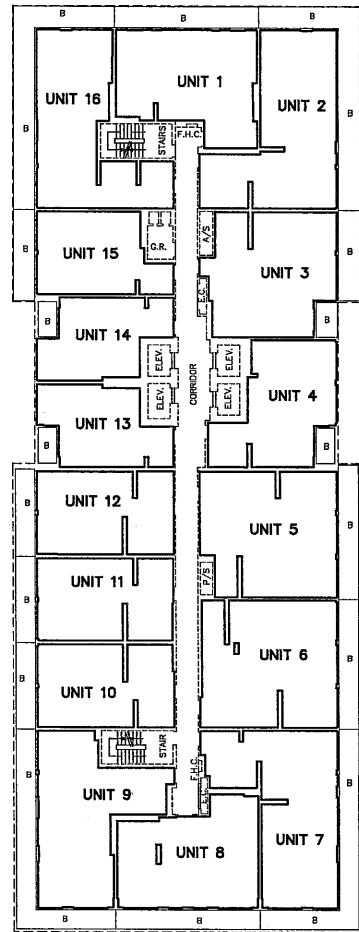 B
B
B
UNIT 1
UNIT 16
UNIT 2
B
B
STAIRS
F.H.C.
UNIT 15
G.R.
A/S
UNIT 3
B
B
E.C.
B
UNIT 14
B
ELEV.
ELEV.
CORRIDOR
UNIT 4
ELEV.
ELEV.
UNIT 13
B
B
UNIT 12
B
UNIT 5
B
UNIT 11
B
P/S
UNIT 10
B
UNIT 6
B
STAIR
F.H.C.
E.C.
UNIT 9
B
UNIT 7
B
UNIT 8
B
B
B